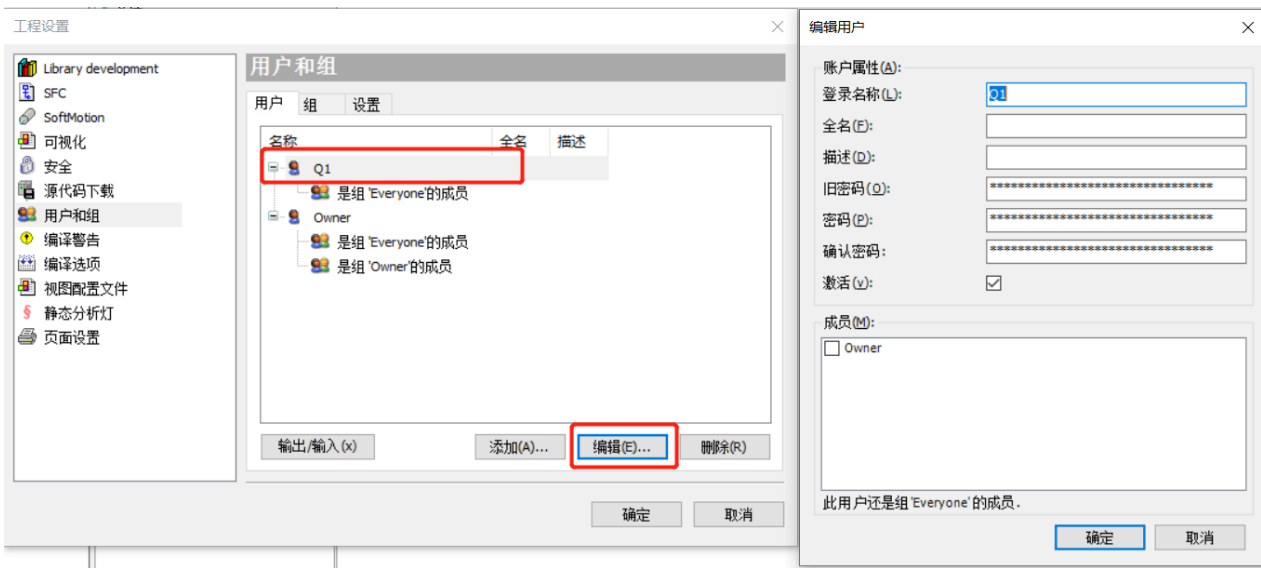 工程设置
Library development
SFC
SoftMotion
可视化
安全
源代码下载
用户和组
编译警告
编译选项
视图配置文件
静态分析灯
页面设置
用户和组
用户 组 设置
名称 全名 描述
Q1
是组 'Everyone'的成员
Owner
是组 'Everyone'的成员
是组 'Owner'的成员
输出/输入(X) 添加(A)... 编辑(E)... 删除(R)
确定 取消
编辑用户
账户属性(A):
登录名称(L): Q1
全名(F):
描述(D):
旧密码(O): ********************************
密码(P): ********************************
确认密码: ********************************
激活(V):
成员(M):
Owner
此用户还是组'Everyone'的成员.
确定 取消